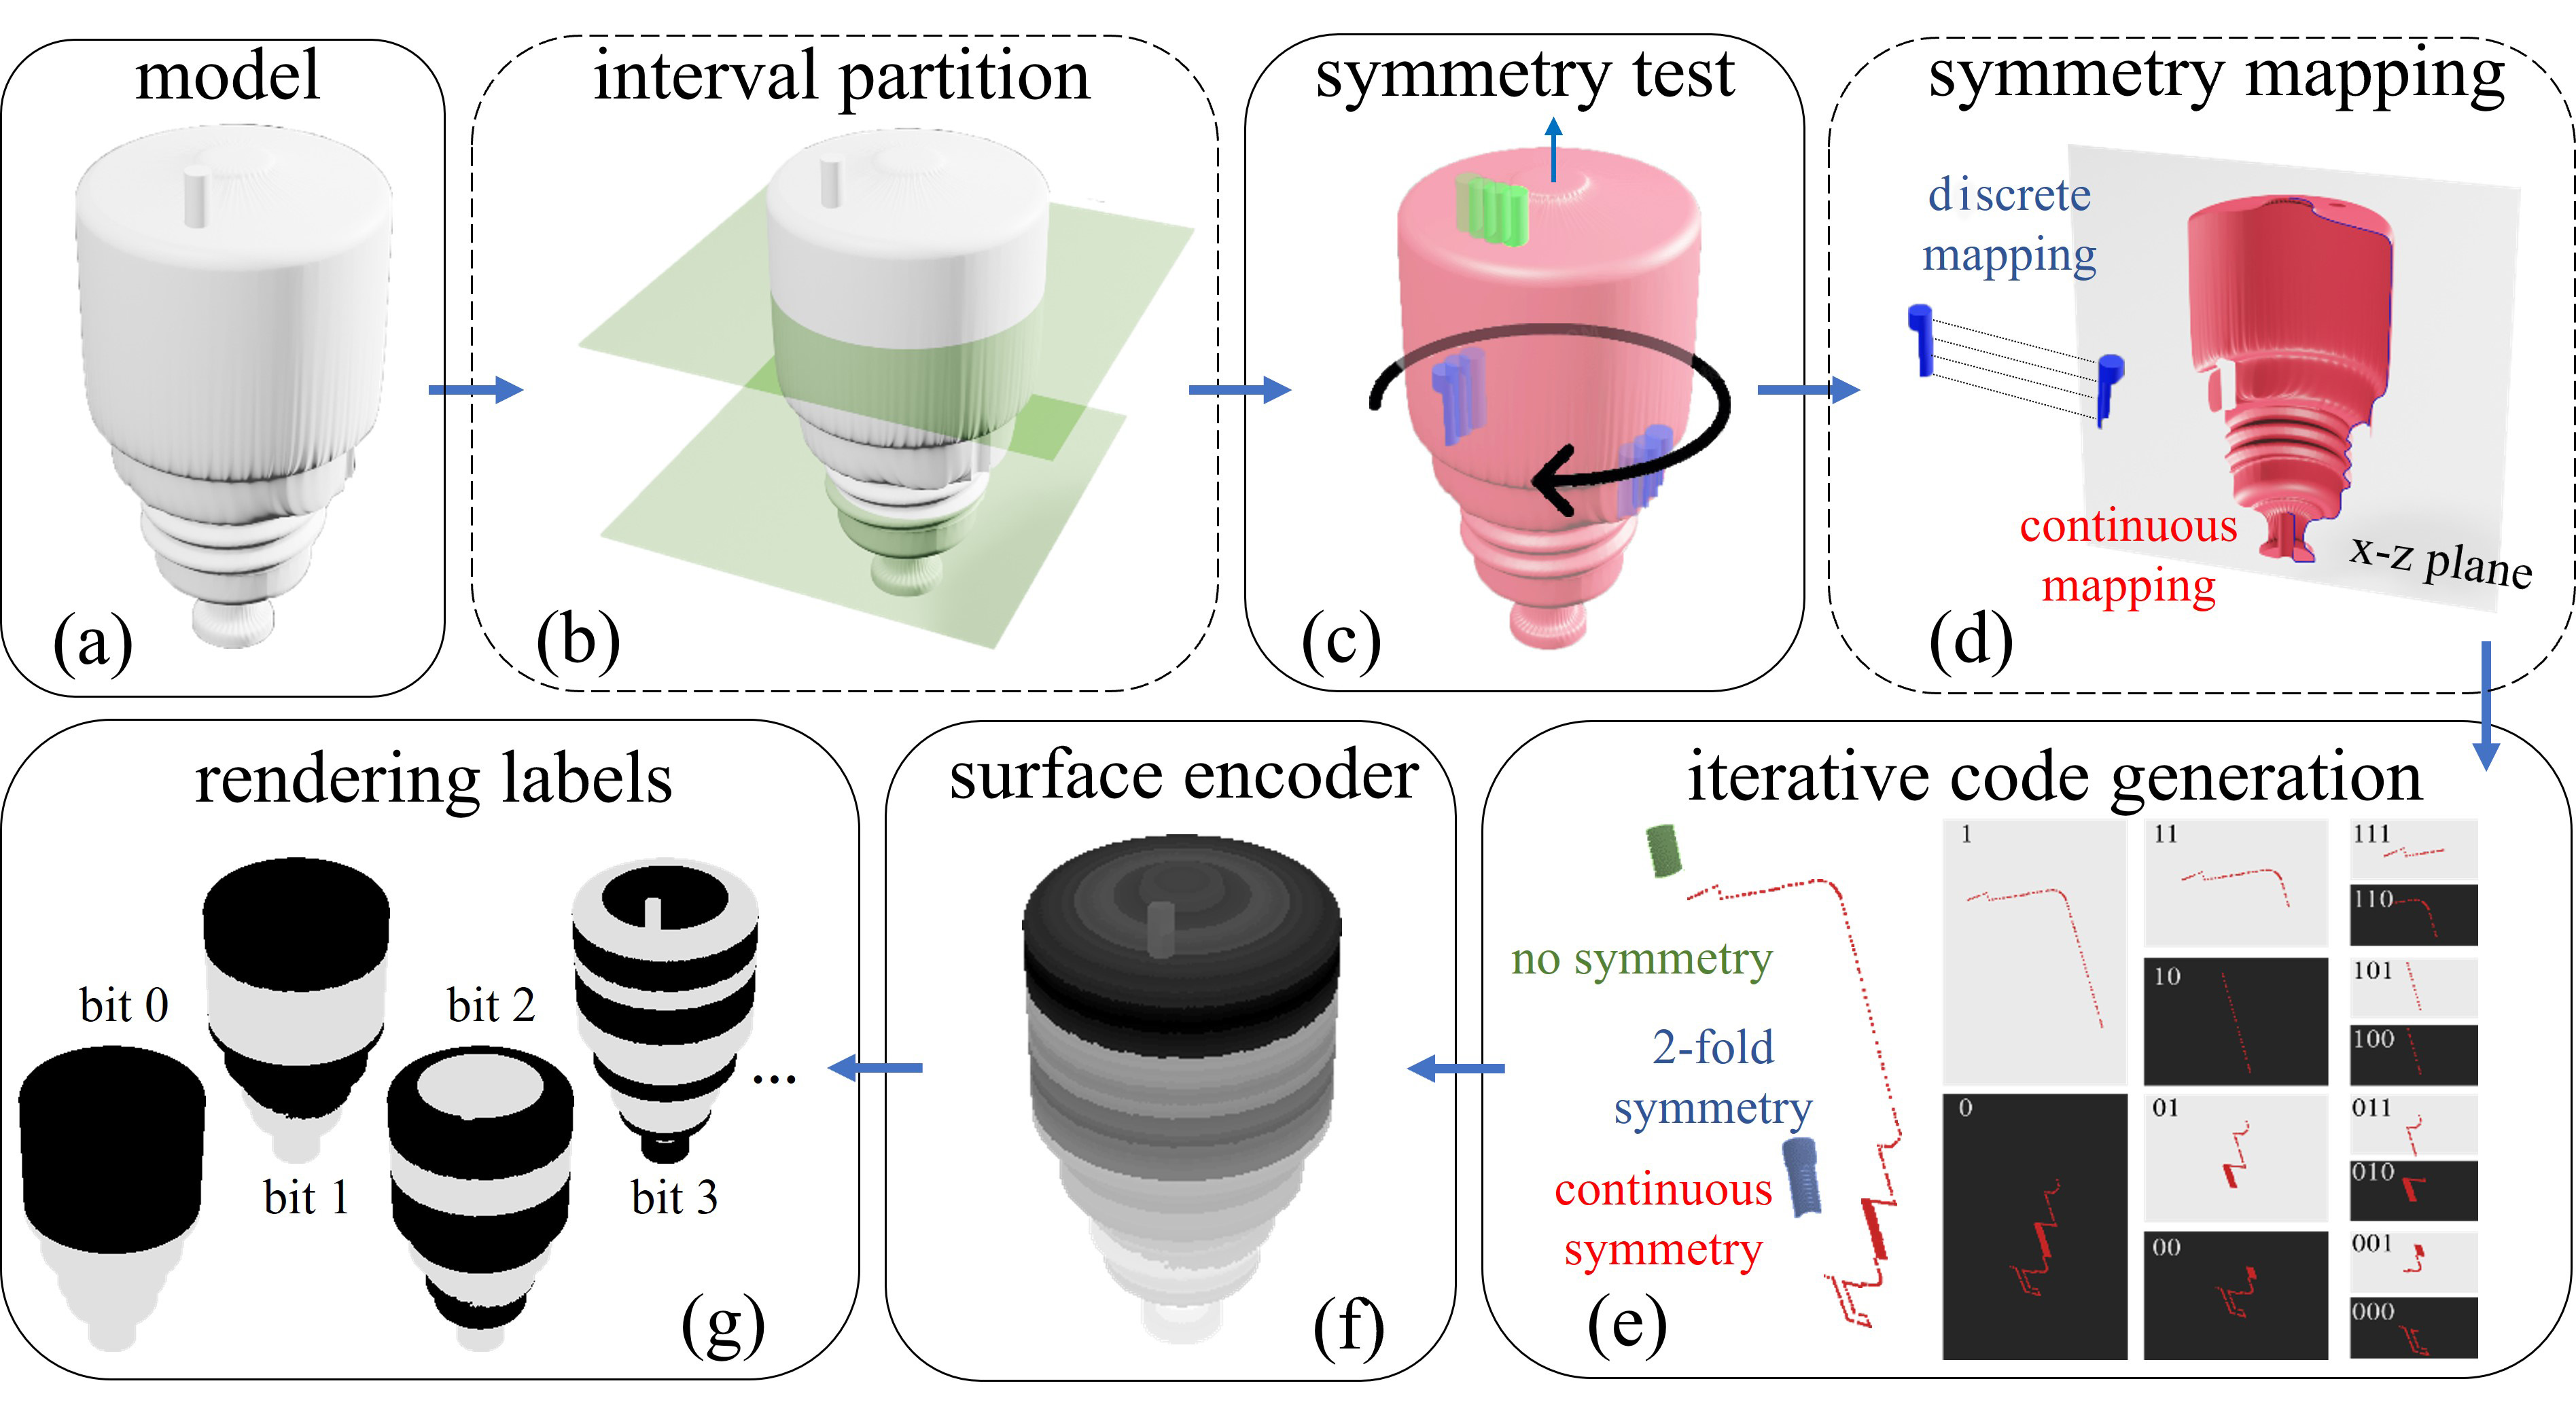 model
(a)
interval partition
(b)
symmetry test
(c)
symmetry mapping
discrete
mapping
continuous
mapping
x-z plane
(d)
rendering labels
bit 0
bit 1
bit 2
bit 3
...
(g)
surface encoder
(f)
iterative code generation
no symmetry
2-fold
symmetry
continuous
symmetry
(e)
1
0
11
10
01
00
111
110
101
100
011
010
001
000